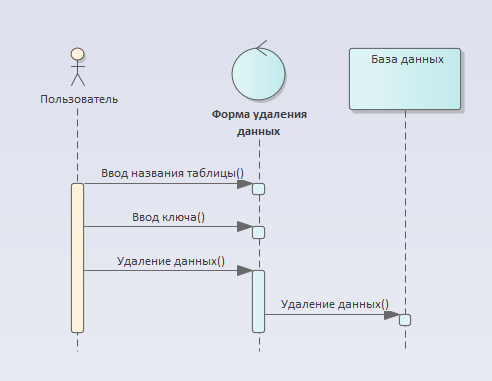 Пользователь
Форма удаления
данных
База данных
Ввод названия таблицы()
Ввод ключа()
Удаление данных()
Удаление данных()